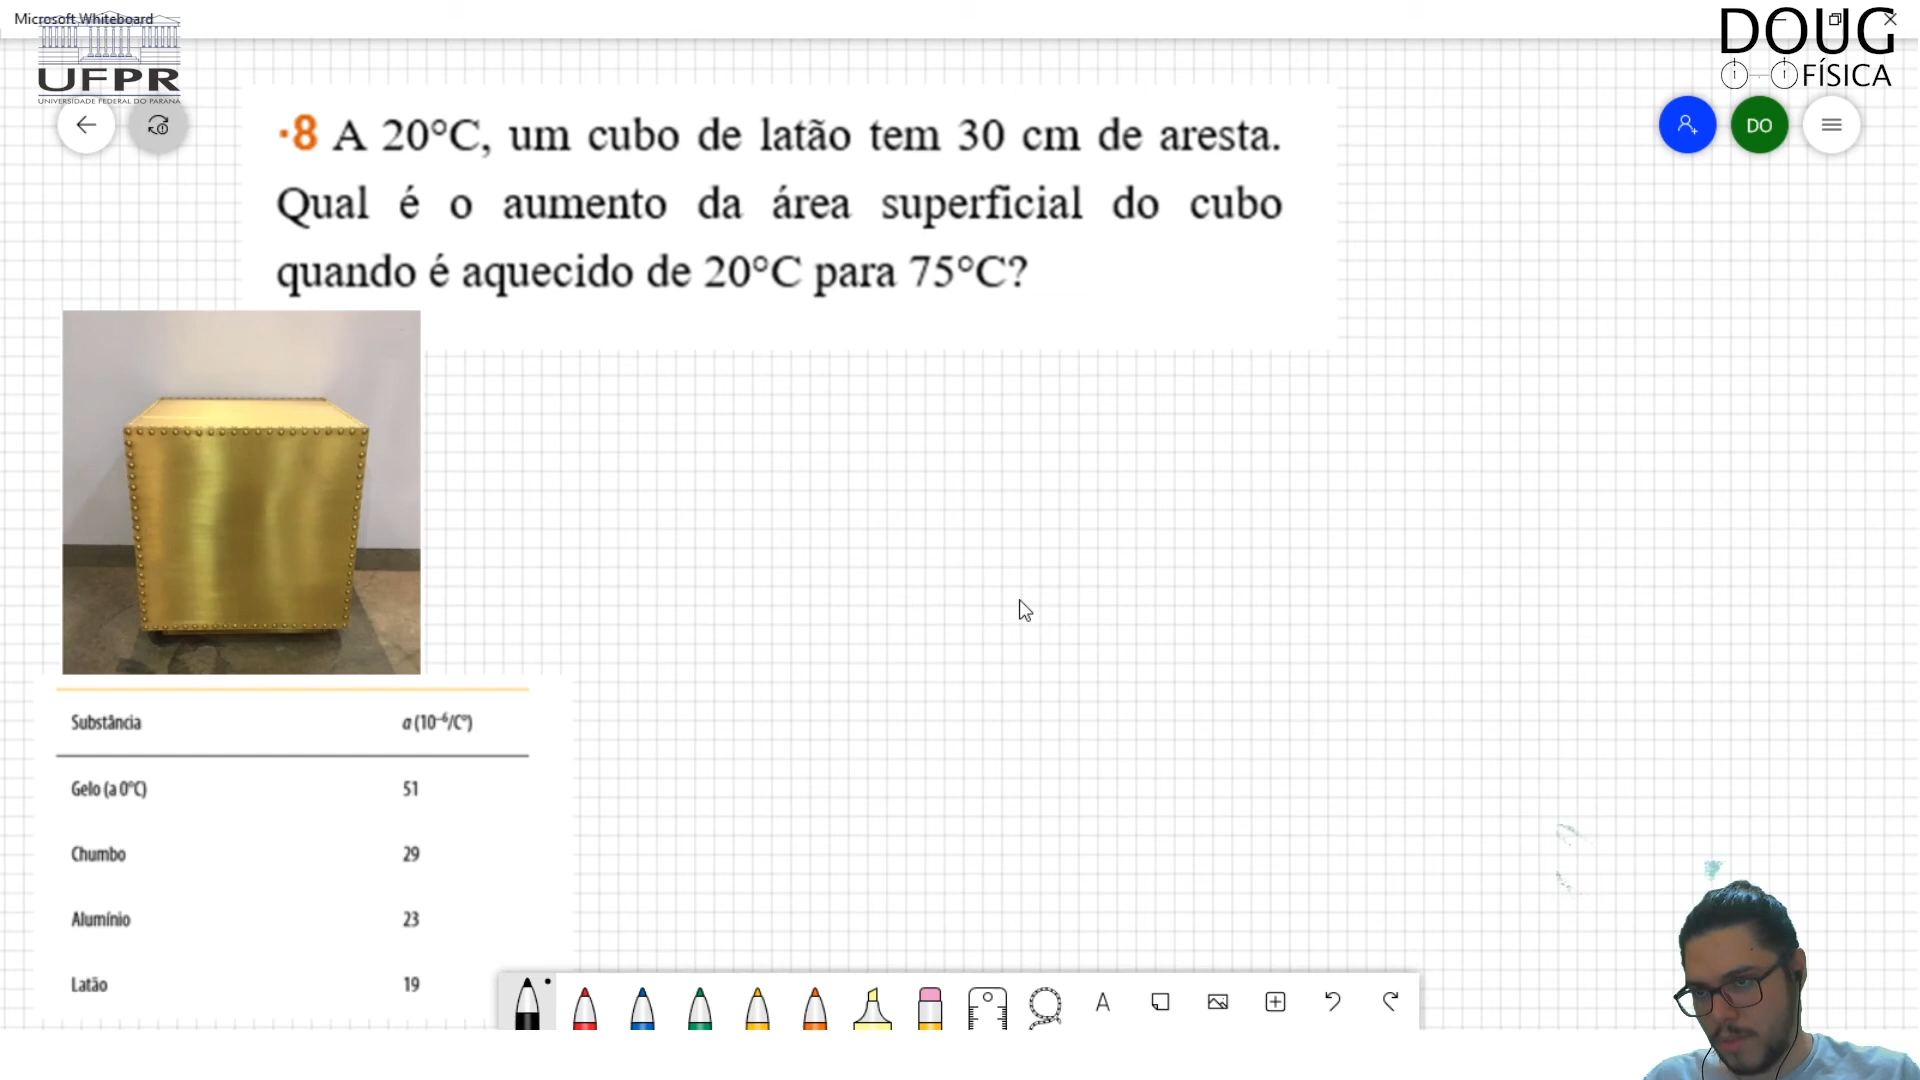 Microsoft Whiteboard
UFPR
UNIVERSIDADE FEDERAL DO PARANÁ
DOUG
FÍSICA
DO
·8 A 20°C, um cubo de latão tem 30 cm de aresta.
Qual é o aumento da área superficial do cubo
quando é aquecido de 20°C para 75°C?
Substância α (10⁻⁶/C°)
Gelo (a 0°C) 51
Chumbo 29
Alumínio 23
Latão 19
A